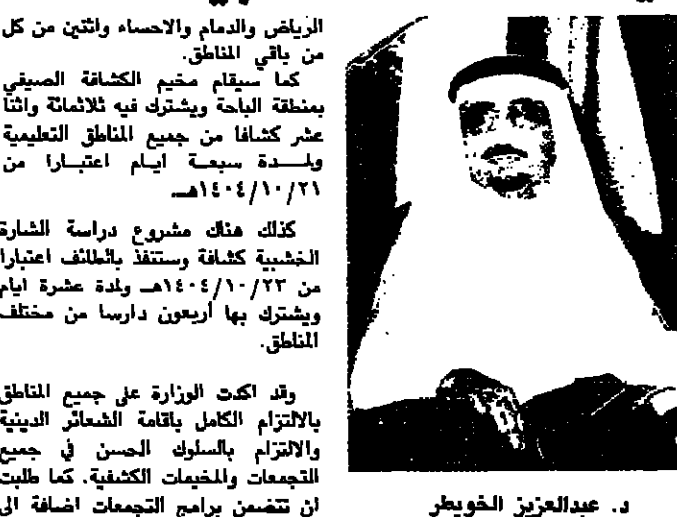 الرياض والدمام والاحساء واثنين من كل
من باقي المناطق.
كما سيقام مخيم الكشافة الصيفي
بمنطقة الباحة ويشترك فيه ثلاثمائة واثنا
عشر كشافا من جميع المناطق التعليمية
ولمدة سبعة ايام اعتبارا من
١٤٠٤/١٠/٢١هـ
كذلك هناك مشروع دراسة الشارة
الخشبية كشافة وستنفذ بالطائف اعتبارا
من ١٤٠٤/١٠/٢٣هـ ولمدة عشرة ايام
ويشترك بها أربعون دارسا من مختلف
المناطق.
وقد اكدت الوزارة على جميع المناطق
بالالتزام الكامل باقامة الشعائر الدينية
والالتزام بالسلوك الحسن في جميع
التجمعات والمخيمات الكشفية. كما طلبت
ان تتضمن برامج التجمعات اضافة الى
د. عبدالعزيز الخويطر